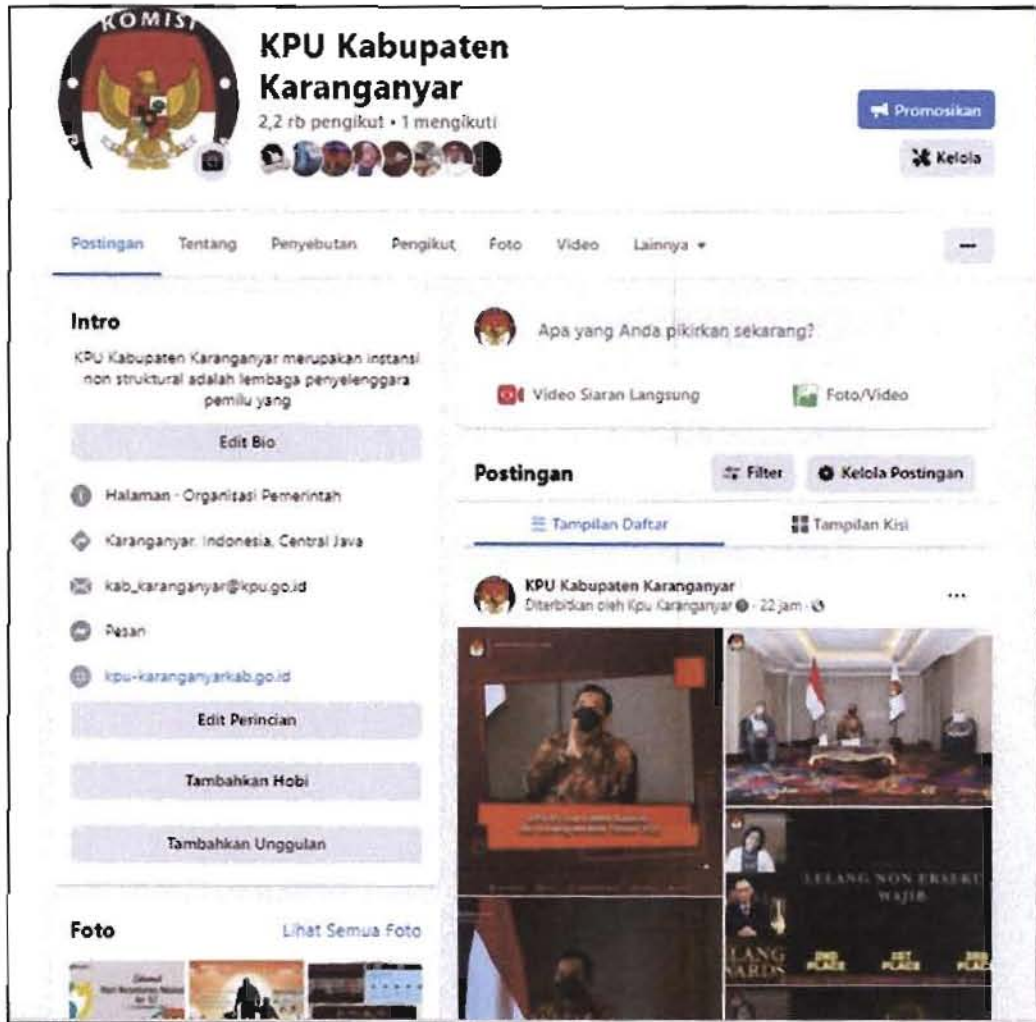 KOMISI
KPU Kabupaten
Karanganyar
2,2 rb pengikut • 1 mengikuti
Promosikan
Kelola
Postingan
Tentang
Penyebutan
Pengikut
Foto
Video
Lainnya
Intro
KPU Kabupaten Karanganyar merupakan instansi
non struktural adalah lembaga penyelenggara
pemilu yang
Edit Bio
Halaman · Organisasi Pemerintah
Karanganyar, Indonesia, Central Java
kab_karanganyar@kpu.go.id
Pesan
kpu-karanganyarkab.go.id
Edit Perincian
Tambahkan Hobi
Tambahkan Unggulan
Foto
Lihat Semua Foto
Selamat
Apa yang Anda pikirkan sekarang?
Video Siaran Langsung
Foto/Video
Postingan
Filter
Kelola Postingan
Tampilan Daftar
Tampilan Kisi
KPU Kabupaten Karanganyar
Diterbitkan oleh Kpu Karanganyar · 22 jam ·
LELANG NON ERSEKU
WAJIB
LANG
WARDS
2ND
PLACE
1ST
PLACE
3RD
PLAC